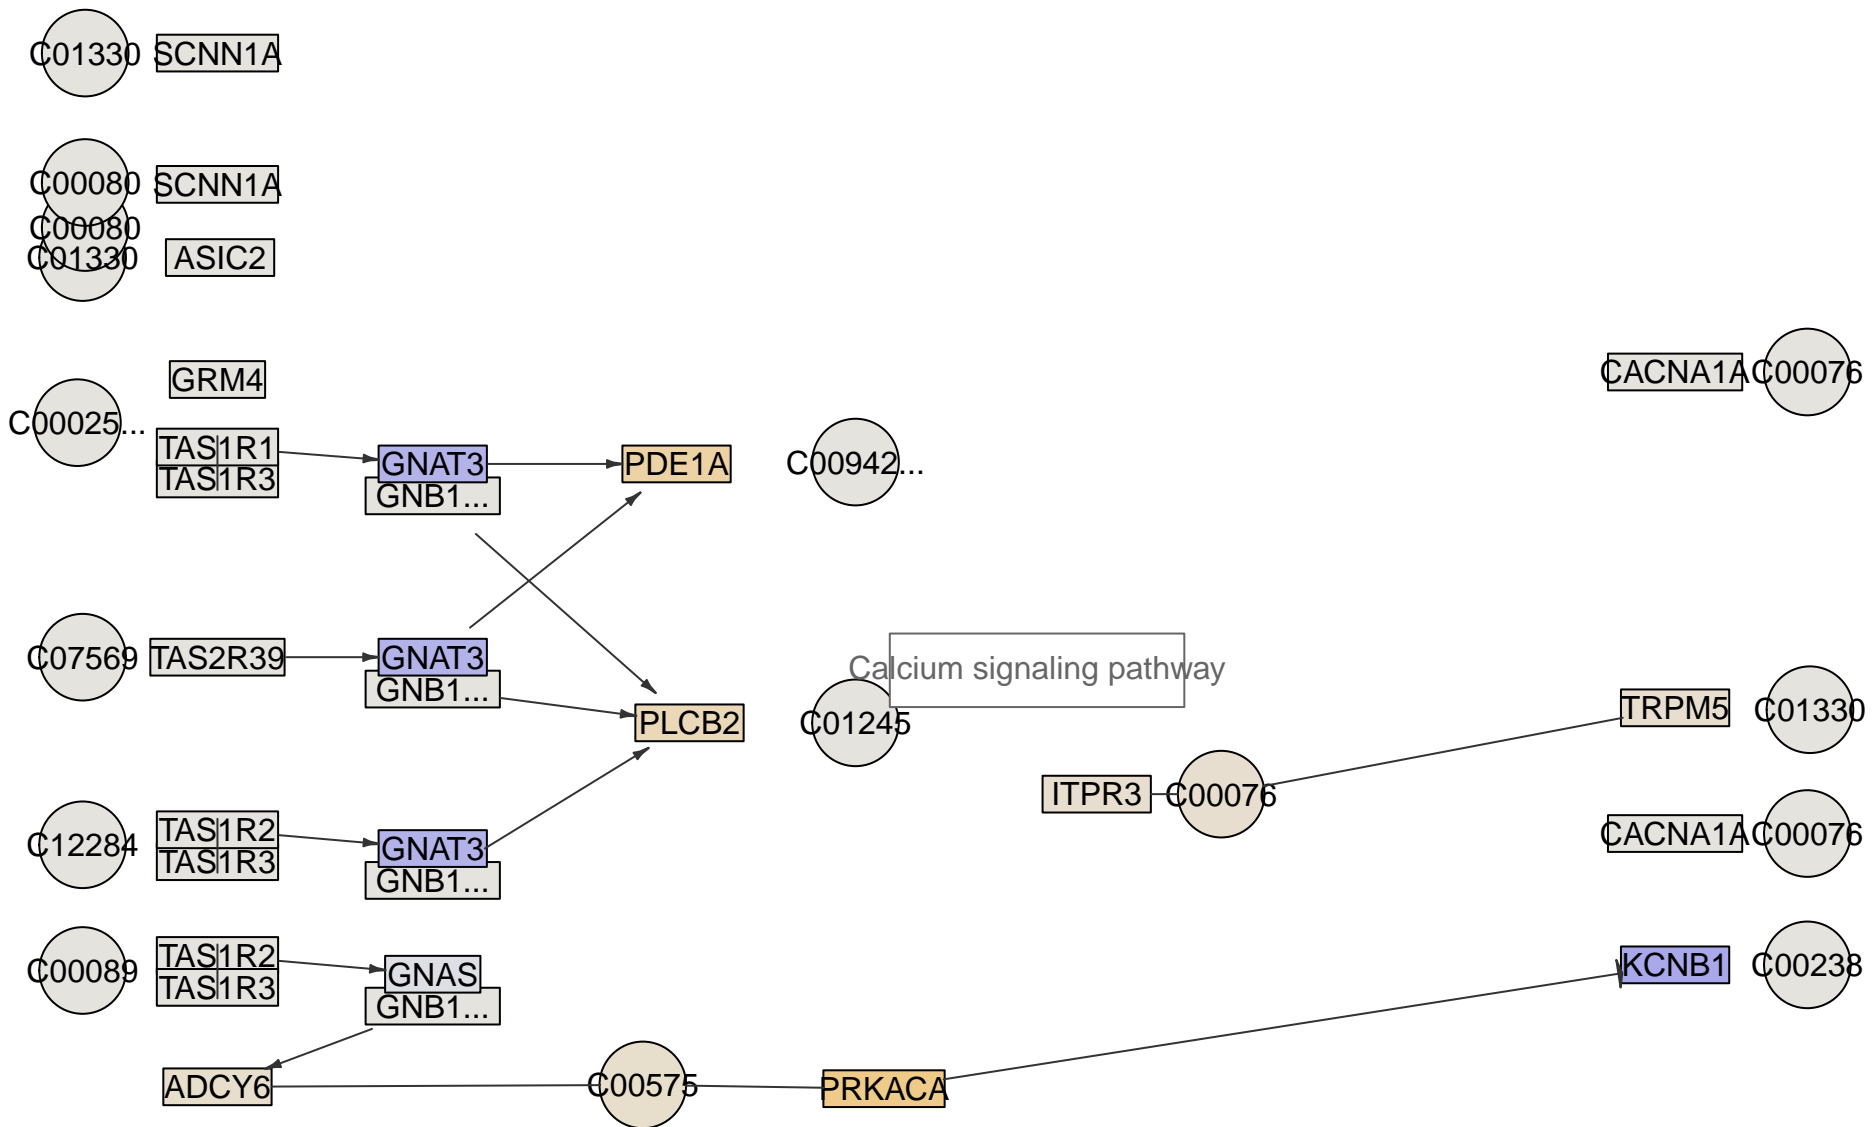 C01330 SCNN1A
C00080 SCNN1A
C00080
C01330 ASIC2
GRM4
CACNA1A C00076
C00025...
TAS1R1
GNAT3 PDE1A C00942...
TAS1R3
GNB1...
C07569 TAS2R39 GNAT3
Calcium signaling pathway
GNB1...
TRPM5 C01330
PLCB2 C01245
ITPR3 C00076
TAS1R2
CACNA1A C00076
C12284
GNAT3
TAS1R3
GNB1...
TAS1R2
KCNB1 C00238
C00089
GNAS
TAS1R3
GNB1...
ADCY6 C00575 PRKACA